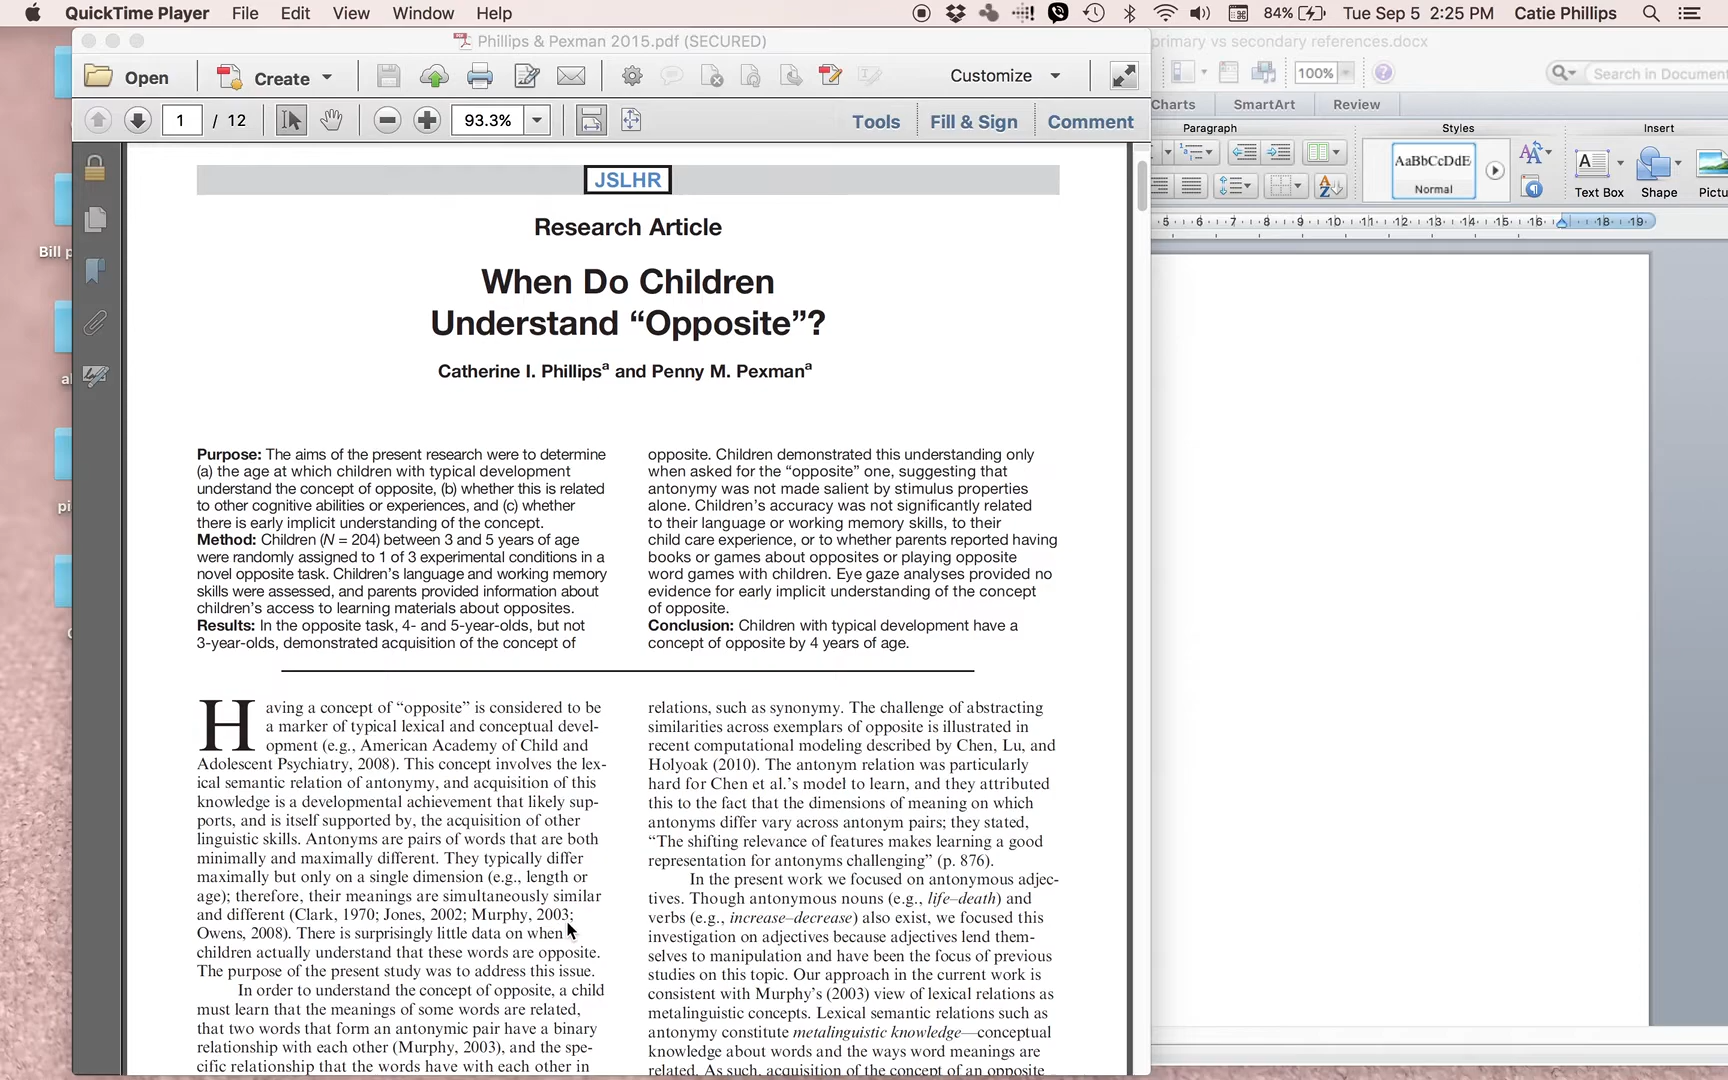 QuickTime Player File Edit View Window Help 84% Tue Sep 5 2:25 PM Catie Phillips
Phillips & Pexman 2015.pdf (SECURED)
primary vs secondary references.docx
Open Create Customize
100% Search in Document
1 / 12 93.3% Tools Fill & Sign Comment
Charts SmartArt Review
Paragraph Styles Insert
AaBbCcDdE
Normal
Text Box Shape Pictu
5 6 7 8 9 10 11 12 13 14 15 16 18 19
Bill p
al
pi
JSLHR
Research Article
When Do Children
Understand “Opposite”?
Catherine I. Phillipsa and Penny M. Pexmana
Purpose: The aims of the present research were to determine
(a) the age at which children with typical development
understand the concept of opposite, (b) whether this is related
to other cognitive abilities or experiences, and (c) whether
there is early implicit understanding of the concept.
Method: Children (N = 204) between 3 and 5 years of age
were randomly assigned to 1 of 3 experimental conditions in a
novel opposite task. Children’s language and working memory
skills were assessed, and parents provided information about
children’s access to learning materials about opposites.
Results: In the opposite task, 4- and 5-year-olds, but not
3-year-olds, demonstrated acquisition of the concept of
opposite. Children demonstrated this understanding only
when asked for the “opposite” one, suggesting that
antonymy was not made salient by stimulus properties
alone. Children’s accuracy was not significantly related
to their language or working memory skills, to their
child care experience, or to whether parents reported having
books or games about opposites or playing opposite
word games with children. Eye gaze analyses provided no
evidence for early implicit understanding of the concept
of opposite.
Conclusion: Children with typical development have a
concept of opposite by 4 years of age.
Having a concept of “opposite” is considered to be
a marker of typical lexical and conceptual devel-
opment (e.g., American Academy of Child and
Adolescent Psychiatry, 2008). This concept involves the lex-
ical semantic relation of antonymy, and acquisition of this
knowledge is a developmental achievement that likely sup-
ports, and is itself supported by, the acquisition of other
linguistic skills. Antonyms are pairs of words that are both
minimally and maximally different. They typically differ
maximally but only on a single dimension (e.g., length or
age); therefore, their meanings are simultaneously similar
and different (Clark, 1970; Jones, 2002; Murphy, 2003;
Owens, 2008). There is surprisingly little data on when
children actually understand that these words are opposite.
The purpose of the present study was to address this issue.
In order to understand the concept of opposite, a child
must learn that the meanings of some words are related,
that two words that form an antonymic pair have a binary
relationship with each other (Murphy, 2003), and the spe-
cific relationship that the words have with each other in
relations, such as synonymy. The challenge of abstracting
similarities across exemplars of opposite is illustrated in
recent computational modeling described by Chen, Lu, and
Holyoak (2010). The antonym relation was particularly
hard for Chen et al.’s model to learn, and they attributed
this to the fact that the dimensions of meaning on which
antonyms differ vary across antonym pairs; they stated,
“The shifting relevance of features makes learning a good
representation for antonyms challenging” (p. 876).
In the present work we focused on antonymous adjec-
tives. Though antonymous nouns (e.g., life–death) and
verbs (e.g., increase–decrease) also exist, we focused this
investigation on adjectives because adjectives lend them-
selves to manipulation and have been the focus of previous
studies on this topic. Our approach in the current work is
consistent with Murphy’s (2003) view of lexical relations as
metalinguistic concepts. Lexical semantic relations such as
antonymy constitute metalinguistic knowledge—conceptual
knowledge about words and the ways word meanings are
related. As such, acquisition of the concept of an opposite